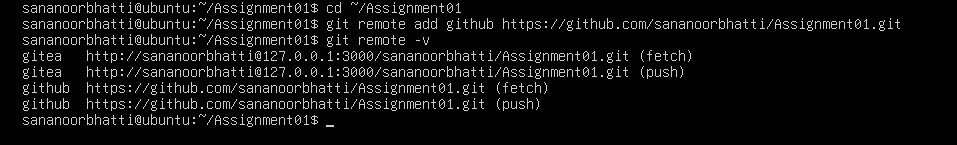 sananoorbhatti@ubuntu:~/Assignment01$ cd ~/Assignment01
sananoorbhatti@ubuntu:~/Assignment01$ git remote add github https://github.com/sananoorbhatti/Assignment01.git
sananoorbhatti@ubuntu:~/Assignment01$ git remote -v
gitea   http://sananoorbhatti@127.0.0.1:3000/sananoorbhatti/Assignment01.git (fetch)
gitea   http://sananoorbhatti@127.0.0.1:3000/sananoorbhatti/Assignment01.git (push)
github  https://github.com/sananoorbhatti/Assignment01.git (fetch)
github  https://github.com/sananoorbhatti/Assignment01.git (push)
sananoorbhatti@ubuntu:~/Assignment01$ _